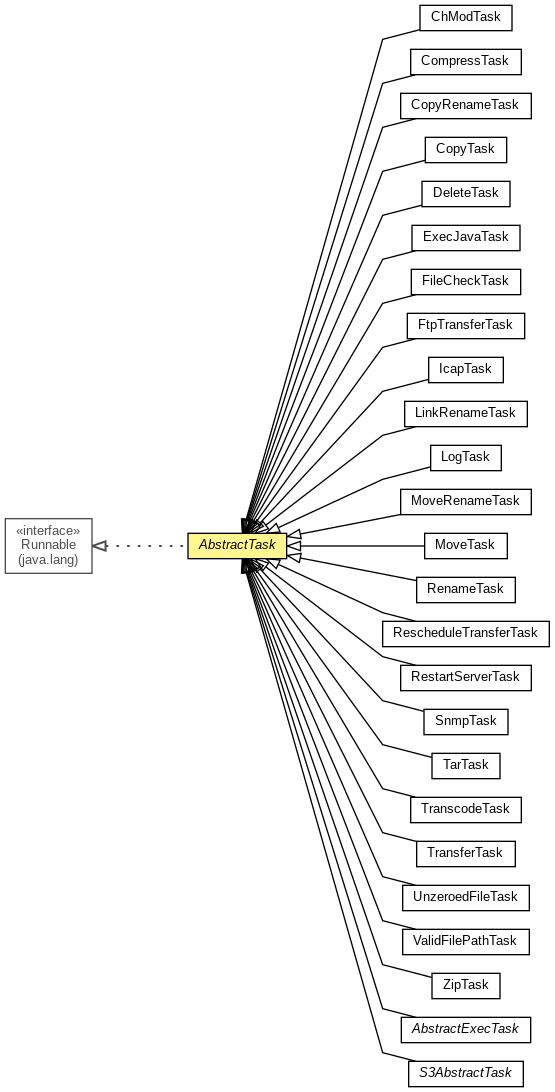 ChModTask
CompressTask
CopyRenameTask
CopyTask
DeleteTask
ExecJavaTask
FileCheckTask
FtpTransferTask
IcapTask
LinkRenameTask
LogTask
MoveRenameTask
«interface»
Runnable
(java.lang)
AbstractTask
MoveTask
RenameTask
RescheduleTransferTask
RestartServerTask
SnmpTask
TarTask
TranscodeTask
TransferTask
UnzeroedFileTask
ValidFilePathTask
ZipTask
AbstractExecTask
S3AbstractTask